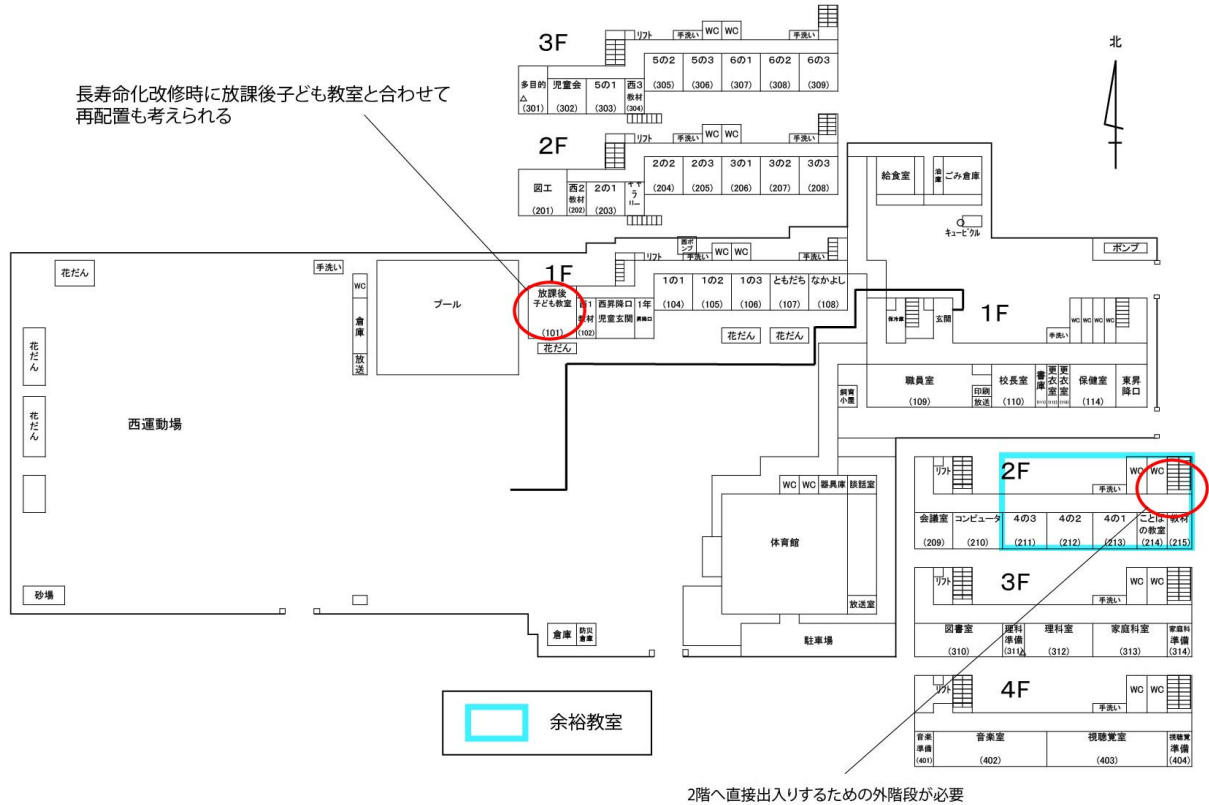 3F
リフト
手洗い
WC WC
手洗い
5の2 5の3 6の1 6の2 6の3
(305) (306) (307) (308) (309)
多目的 児童会 5の1 西3教材
△
(301) (302) (303) (304)
北
長寿命化改修時に放課後子ども教室と合わせて
再配置も考えられる
2F
リフト
手洗い
WC WC
手洗い
2の2 2の3 3の1 3の2 3の3
(204) (205) (206) (207) (208)
図工 西2教材 2の1 ギャラリー
(201) (202) (203)
給食室
油庫
ごみ倉庫
キュービクル
ポンプ
1F
リフト
西ポンプ
手洗い
WC WC
手洗い
放課後
子ども教室
(101)
西1教材
(102)
西昇降口
児童玄関
1年
昇降口
1の1 1の2 1の3 ともだち なかよし
(104) (105) (106) (107) (108)
花だん
花だん
花だん
花だん
手洗い
WC
倉庫
放送
プール
花だん
花だん
西運動場
砂場
1F
保冷庫
玄関
手洗い
WC WC WC WC
飼育
小屋
職員室
(109)
印刷
放送
校長室
(110)
書庫
更衣室
更衣室
保健室
(114)
東昇
降口
WC WC 器具庫 談話室
体育館
放送室
駐車場
倉庫
防災
倉庫
2F
リフト
手洗い
WC WC
会議室 コンピュータ 4の3 4の2 4の1 ことばの教室 教材
(209) (210) (211) (212) (213) (214) (215)
3F
リフト
手洗い
WC WC
図書室 理科準備 理科室 家庭科室 家庭科準備
(310) (311) △ (312) (313) (314)
4F
リフト
手洗い
WC WC
音楽準備 音楽室 視聴覚室 視聴覚準備
(401) (402) (403) (404)
余裕教室
2階へ直接出入りするための外階段が必要